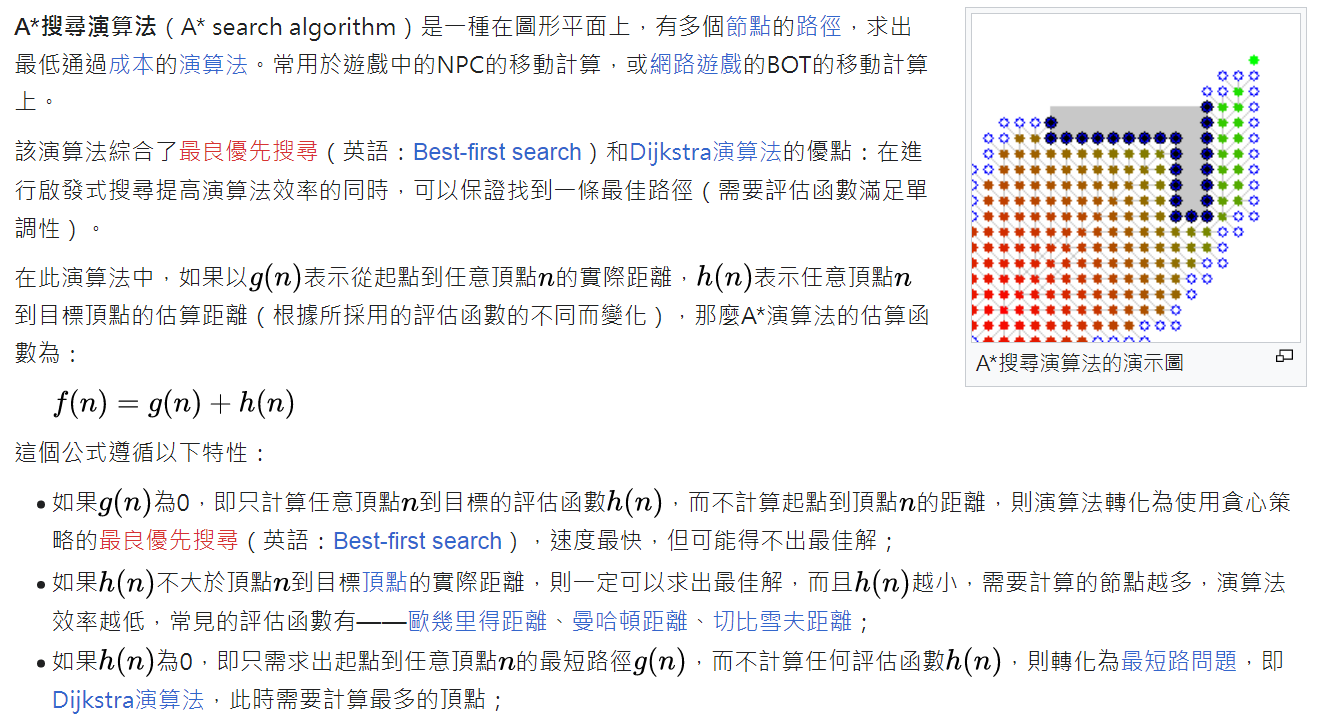 A*搜尋演算法（A* search algorithm）是一種在圖形平面上，有多個節點的路徑，求出
最低通過成本的演算法。常用於遊戲中的NPC的移動計算，或網路遊戲的BOT的移動計算
上。
該演算法綜合了最良優先搜尋（英語：Best-first search）和Dijkstra演算法的優點：在進
行啟發式搜尋提高演算法效率的同時，可以保證找到一條最佳路徑（需要評估函數滿足單
調性）。
在此演算法中，如果以g(n)表示從起點到任意頂點n的實際距離，h(n)表示任意頂點n
到目標頂點的估算距離（根據所採用的評估函數的不同而變化），那麼A*演算法的估算函
數為：
f(n) = g(n) + h(n)
這個公式遵循以下特性：
• 如果g(n)為0，即只計算任意頂點n到目標的評估函數h(n)，而不計算起點到頂點n的距離，則演算法轉化為使用貪心策
略的最良優先搜尋（英語：Best-first search），速度最快，但可能得不出最佳解；
• 如果h(n)不大於頂點n到目標頂點的實際距離，則一定可以求出最佳解，而且h(n)越小，需要計算的節點越多，演算法
效率越低，常見的評估函數有——歐幾里得距離、曼哈頓距離、切比雪夫距離；
• 如果h(n)為0，即只需求出起點到任意頂點n的最短路徑g(n)，而不計算任何評估函數h(n)，則轉化為最短路問題，即
Dijkstra演算法，此時需要計算最多的頂點；
A*搜尋演算法的演示圖